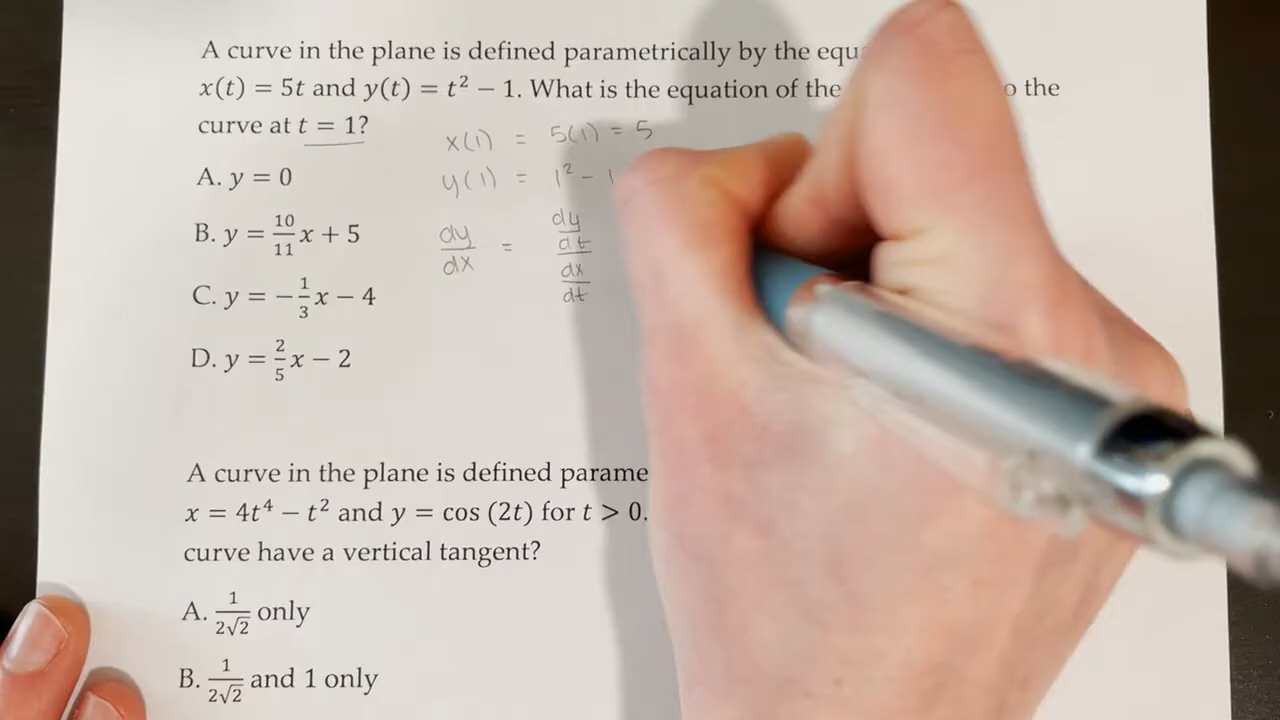 A curve in the plane is defined parametrically by the equ
x(t) = 5t and y(t) = t² − 1. What is the equation of the o the
curve at t = 1?
x(1) = 5(1) = 5
A. y = 0
y(1) = 1² − 1
B. y = 10/11 x + 5
dy/dx = dy/dt / dx/dt
C. y = −1/3 x − 4
D. y = 2/5 x − 2
A curve in the plane is defined parame
x = 4t⁴ − t² and y = cos (2t) for t > 0.
curve have a vertical tangent?
A. 1/2√2 only
B. 1/2√2 and 1 only